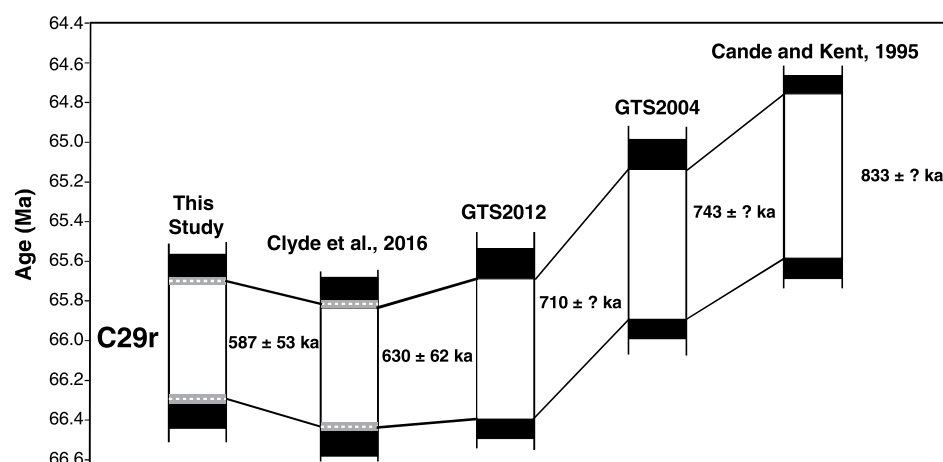 64.4
64.6
64.8
65.0
65.2
65.4
65.6
65.8
66.0
66.2
66.4
66.6
Age (Ma)
Cande and Kent, 1995
GTS2004
833 ± ? ka
This
Study
GTS2012
743 ± ? ka
Clyde et al., 2016
710 ± ? ka
C29r
587 ± 53 ka
630 ± 62 ka